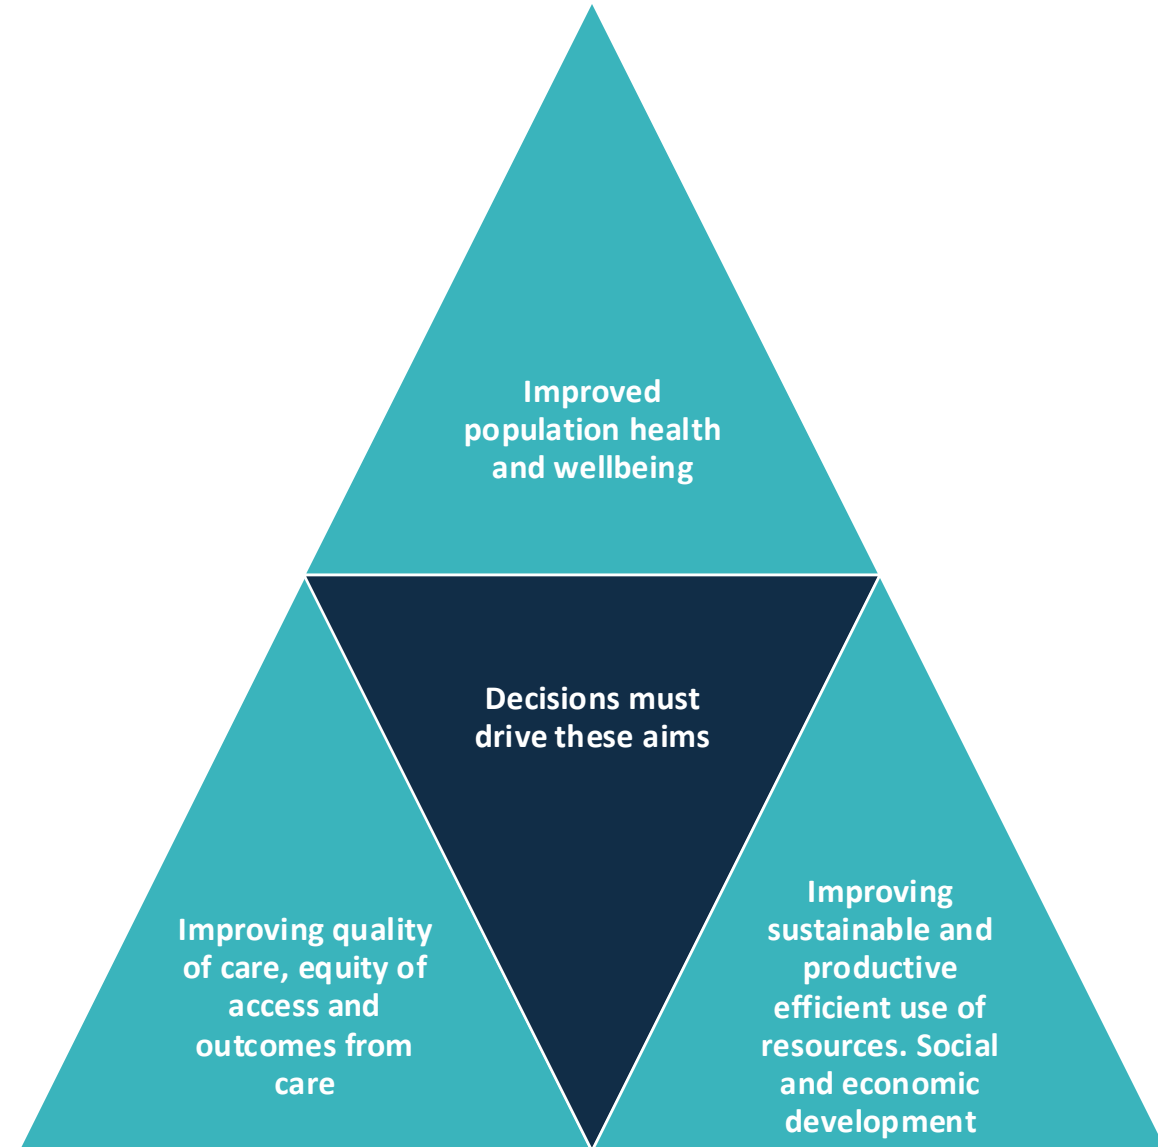 Improved
population health
and wellbeing
Decisions must
drive these aims
Improving quality
of care, equity of
access and
outcomes from
care
Improving
sustainable and
productive
efficient use of
resources. Social
and economic
development